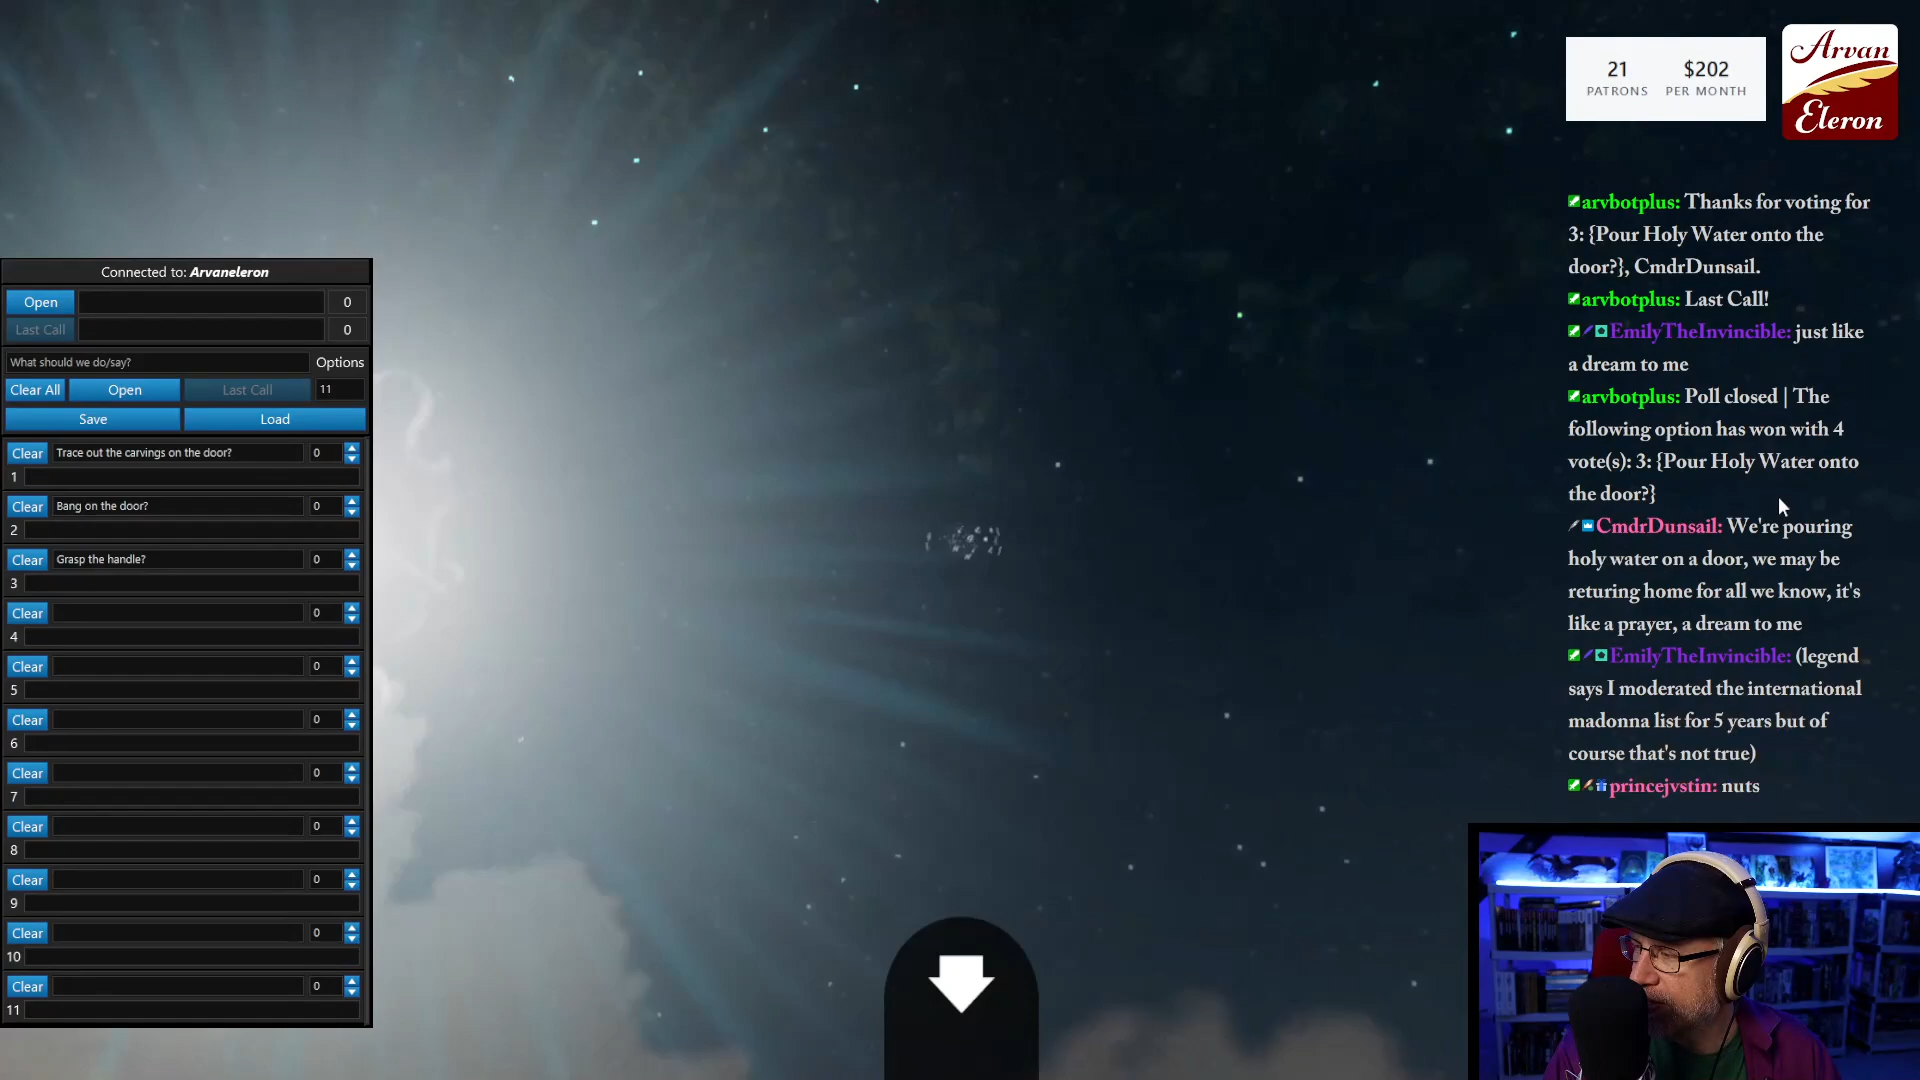 21
PATRONS
$202
PER MONTH
Arvan
Eleron
Connected to: Arvaneleron
Open 0
Last Call 0
What should we do/say? Options
Clear All Open Last Call 11
Save Load
Clear Trace out the carvings on the door? 0
1
Clear Bang on the door? 0
2
Clear Grasp the handle? 0
3
Clear 0
4
Clear 0
5
Clear 0
6
Clear 0
7
Clear 0
8
Clear 0
9
Clear 0
10
Clear 0
11
arvbotplus: Thanks for voting for
3: {Pour Holy Water onto the
door?}, CmdrDunsail.
arvbotplus: Last Call!
EmilyTheInvincible: just like
a dream to me
arvbotplus: Poll closed | The
following option has won with 4
vote(s): 3: {Pour Holy Water onto
the door?}
CmdrDunsail: We're pouring
holy water on a door, we may be
returing home for all we know, it's
like a prayer, a dream to me
EmilyTheInvincible: (legend
says I moderated the international
madonna list for 5 years but of
course that's not true)
princejvstin: nuts